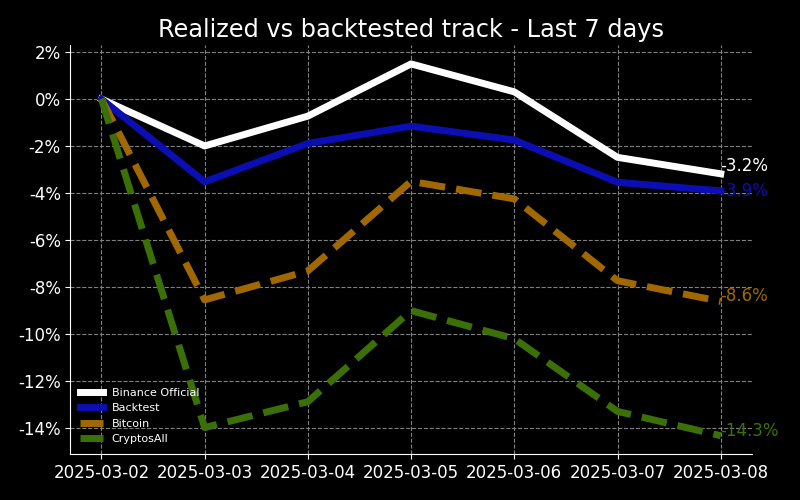 Realized vs backtested track - Last 7 days
2%
0%
-2%
-4%
-6%
-8%
-10%
-12%
-14%
-3.2%
-3.9%
-8.6%
-14.3%
Binance Official
Backtest
Bitcoin
CryptosAll
2025-03-02 2025-03-03 2025-03-04 2025-03-05 2025-03-06 2025-03-07 2025-03-08